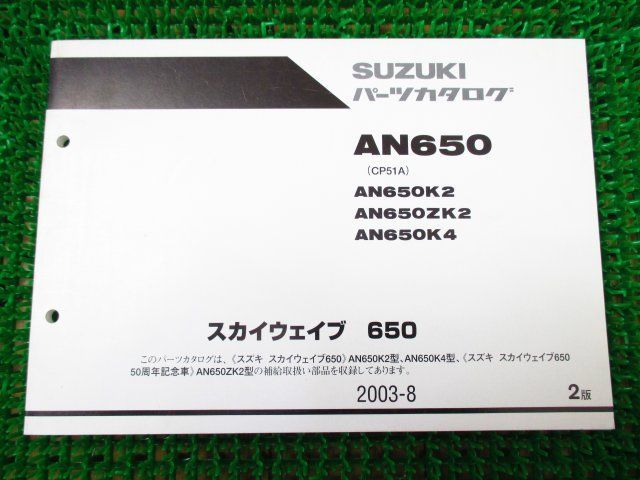 SUZUKI
パーツカタログ
AN650
(CP51A)
AN650K2
AN650ZK2
AN650K4
スカイウェイブ 650
このパーツカタログは、《スズキ スカイウェイブ650》AN650K2型、AN650K4型、《スズキ スカイウェイブ650
50周年記念車》AN650ZK2型の補給取扱い部品を収録してあります。
2003-8
2版